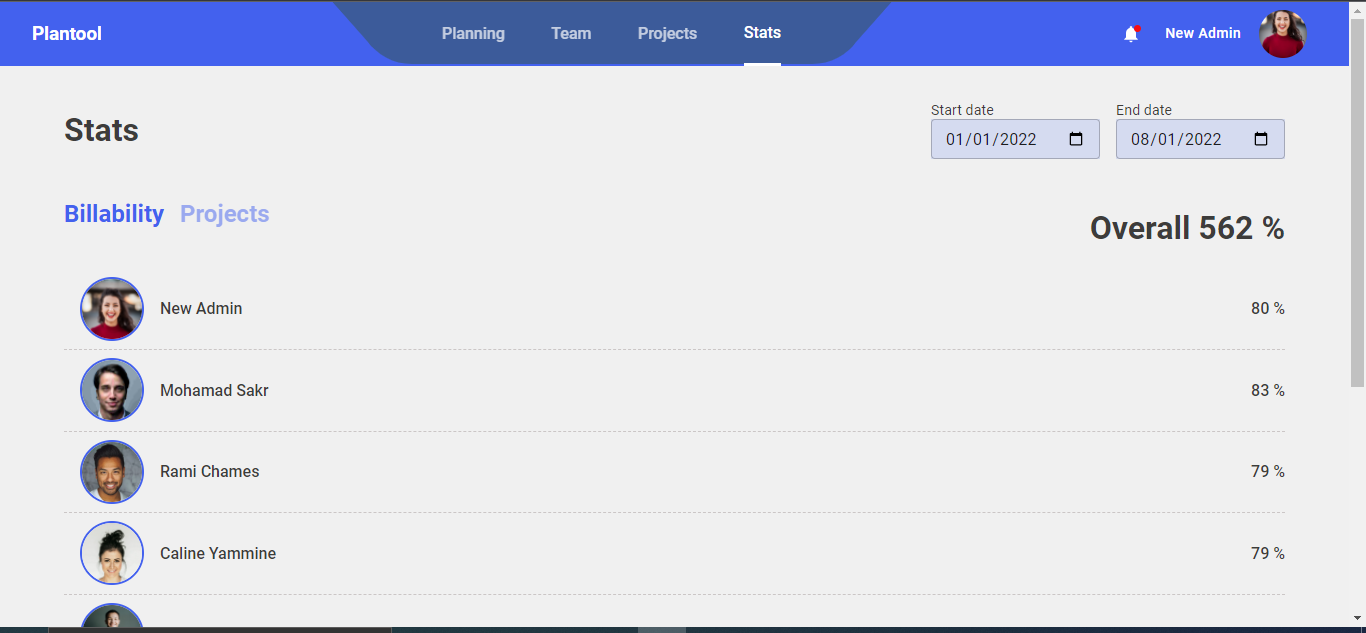 Plantool
Planning Team Projects Stats
New Admin
Stats
Start date
01/01/2022
End date
08/01/2022
Billability Projects
Overall 562 %
New Admin 80 %
Mohamad Sakr 83 %
Rami Chames 79 %
Caline Yammine 79 %